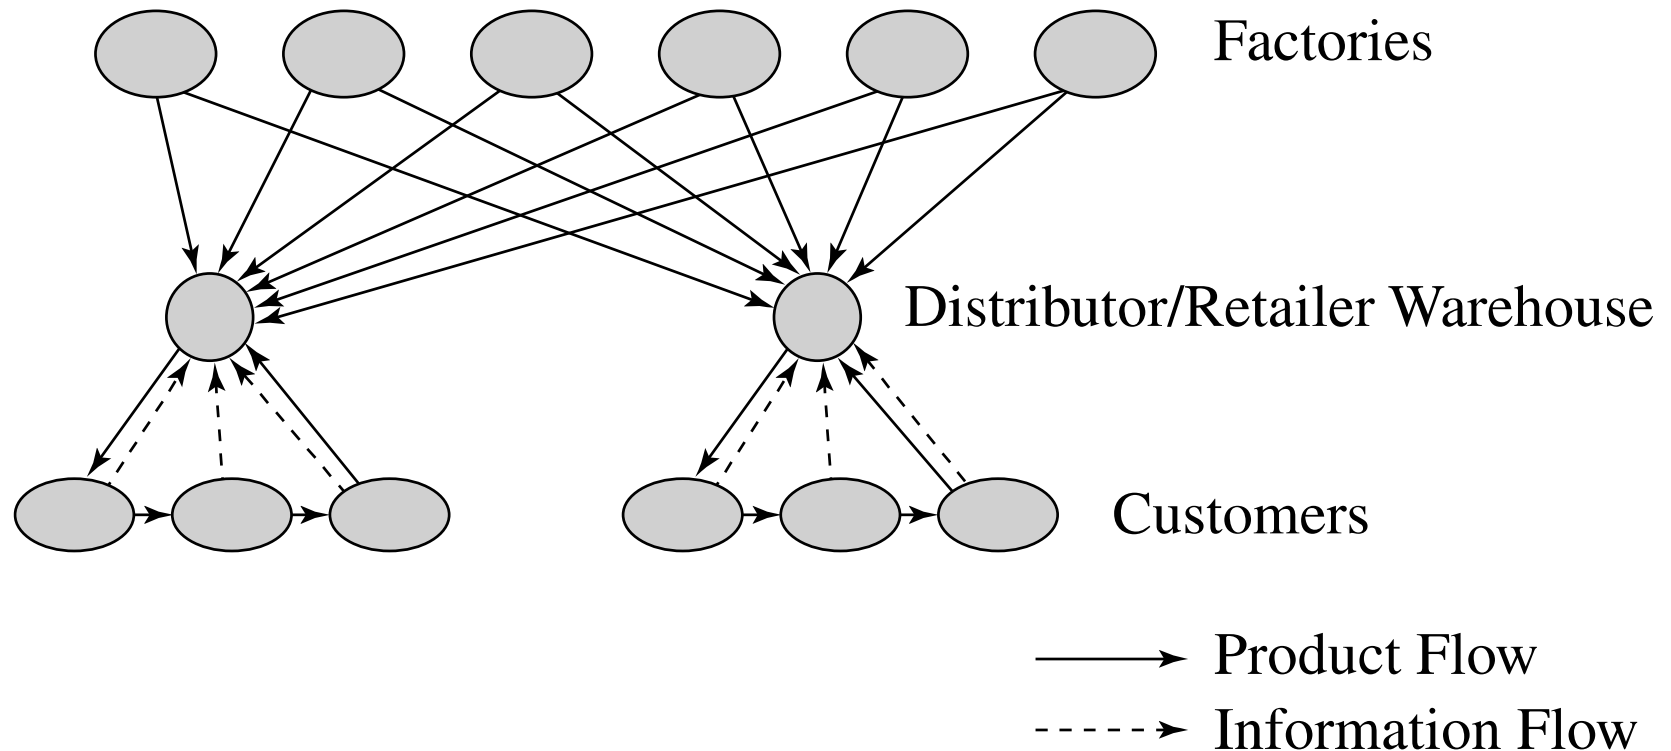 Factories
Distributor/Retailer Warehouse
Customers
Product Flow
Information Flow